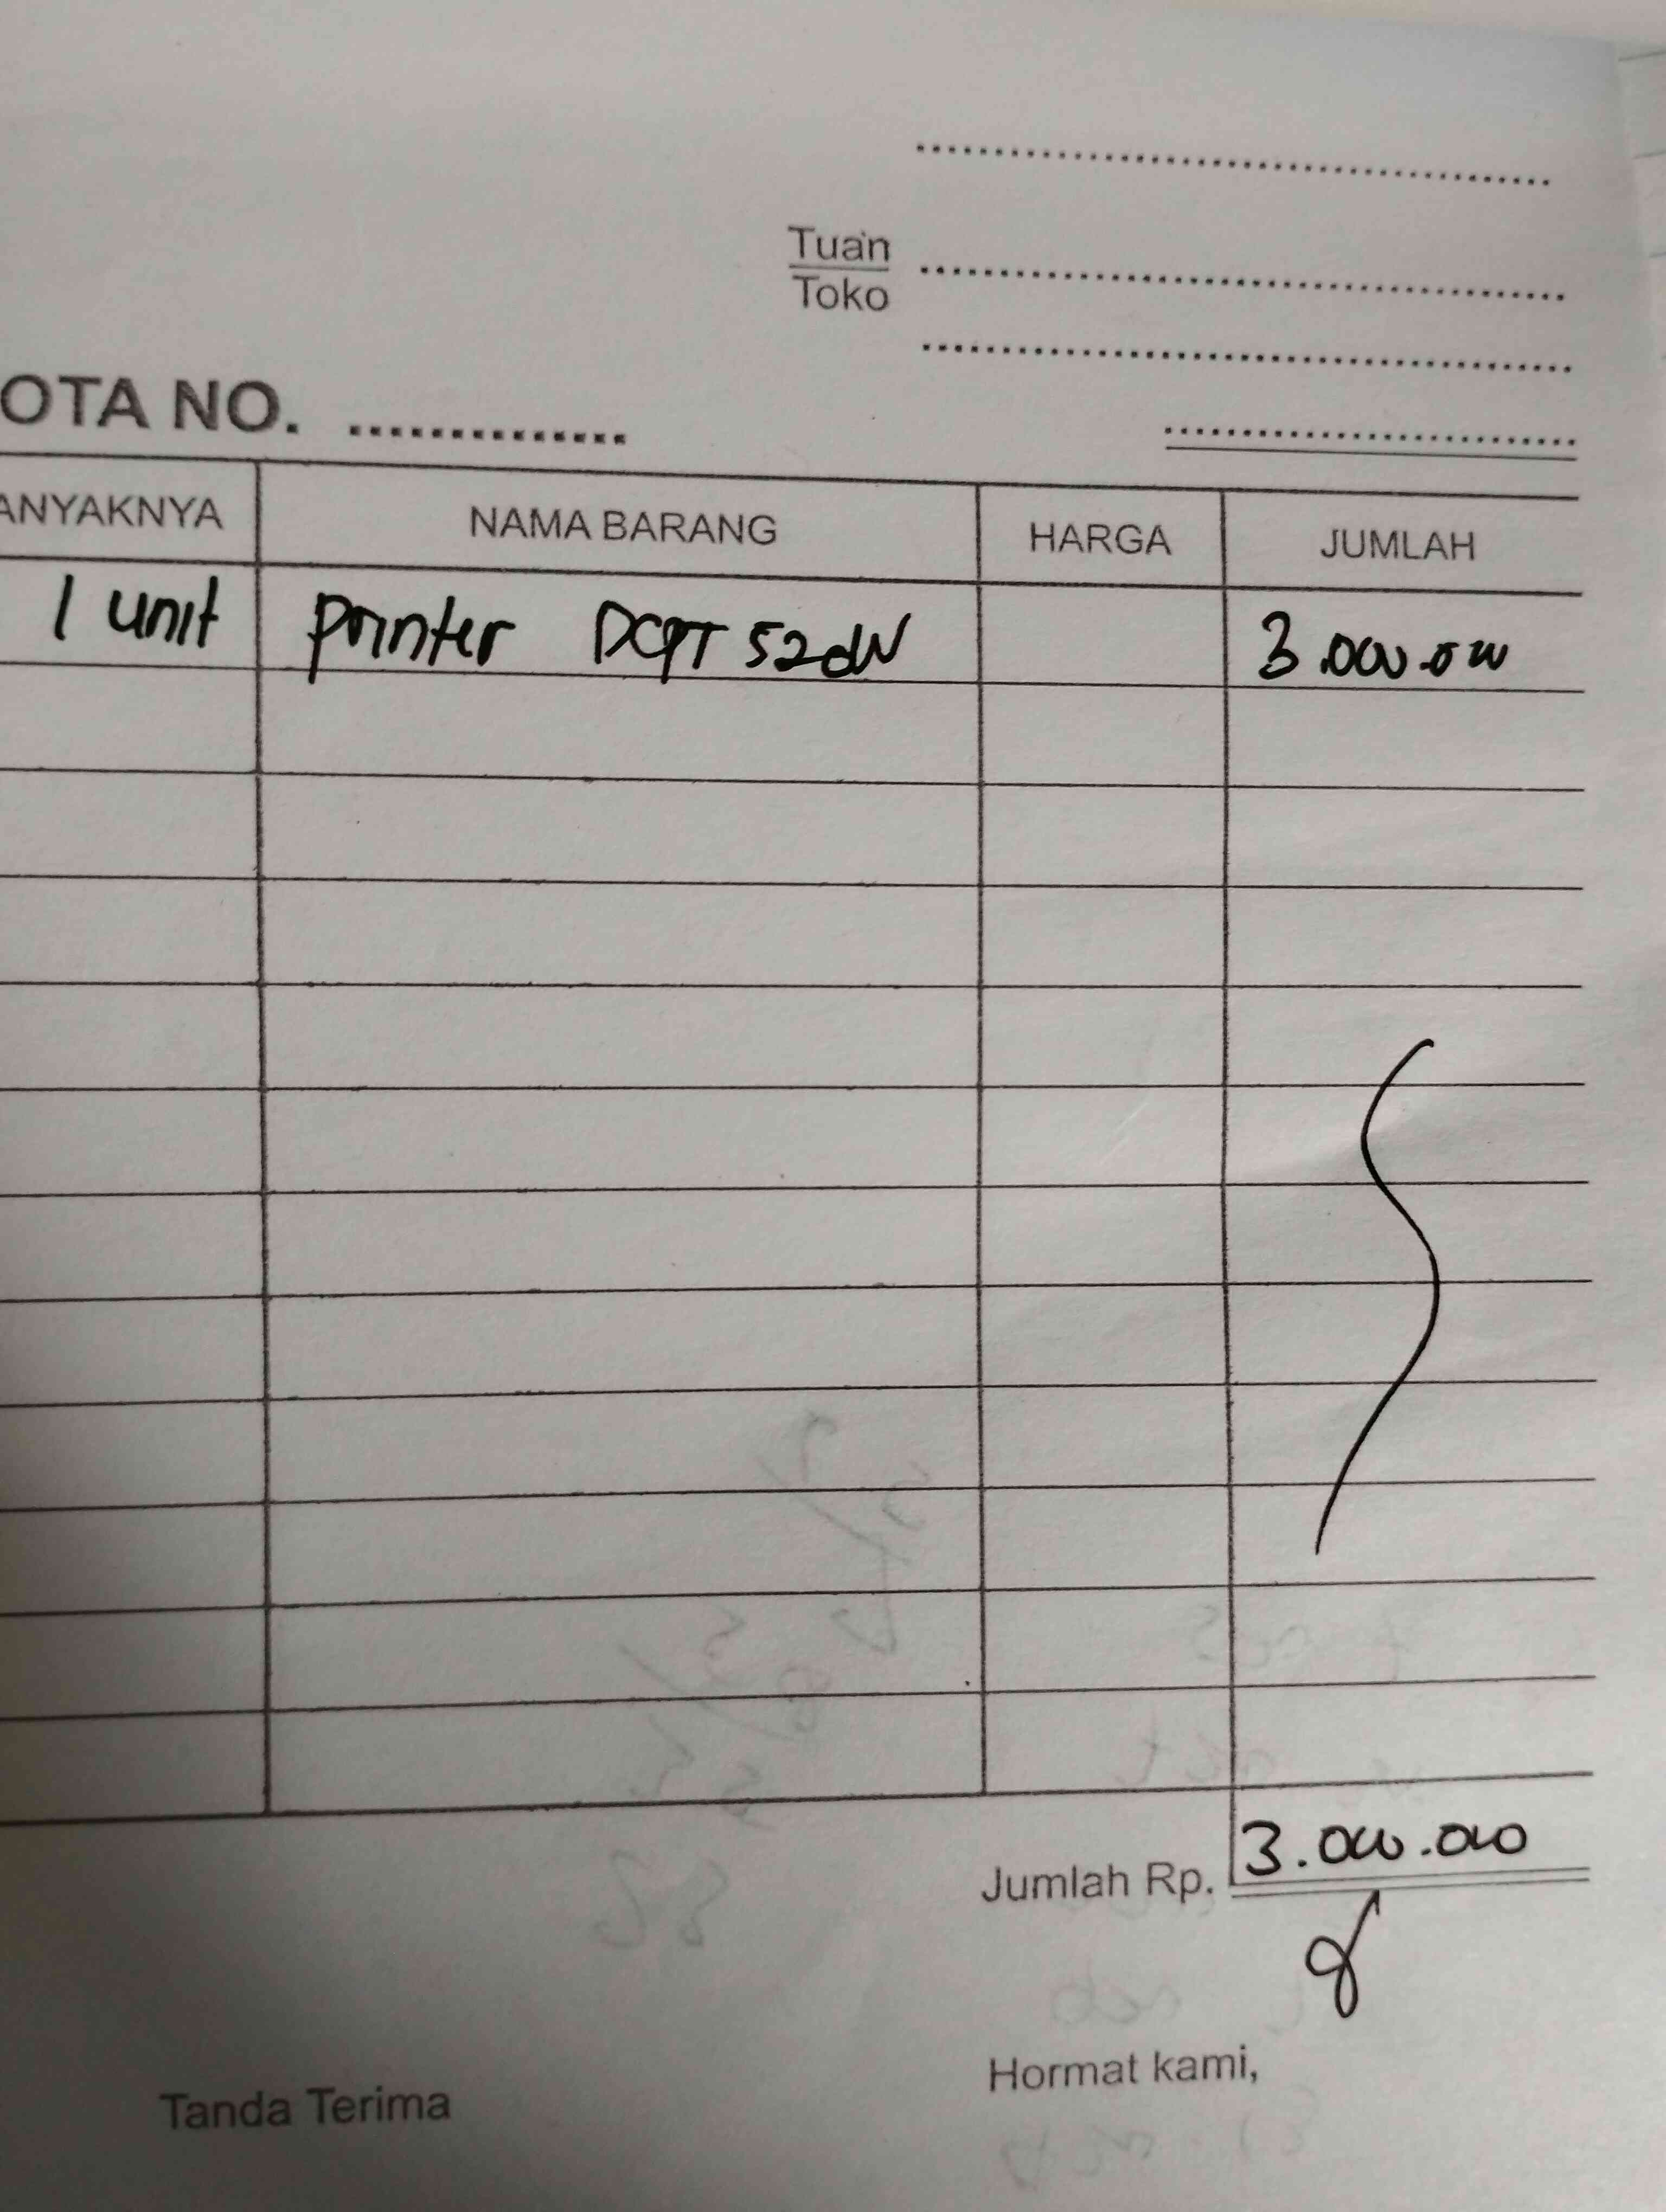 Tuan
Toko
OTA NO.
ANYAKNYA NAMA BARANG HARGA JUMLAH
1 unit printer DCPT 520W 3.000.000
Jumlah Rp. 3.000.000
Tanda Terima Hormat kami,